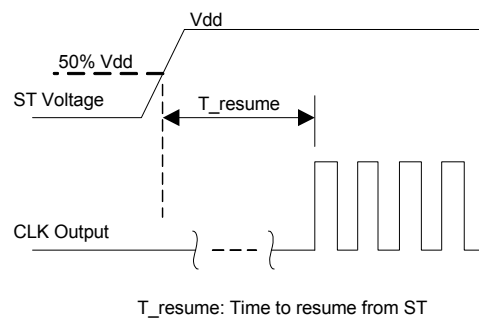 Vdd
50% Vdd
ST Voltage
T_resume
CLK Output
T_resume: Time to resume from ST